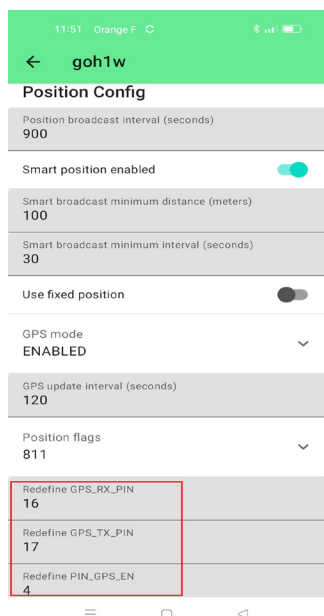 11:51 Orange F C
goh1w
Position Config
Position broadcast interval (seconds)
900
Smart position enabled
Smart broadcast minimum distance (meters)
100
Smart broadcast minimum interval (seconds)
30
Use fixed position
GPS mode
ENABLED
GPS update interval (seconds)
120
Position flags
811
Redefine GPS_RX_PIN
16
Redefine GPS_TX_PIN
17
Redefine PIN_GPS_EN
4